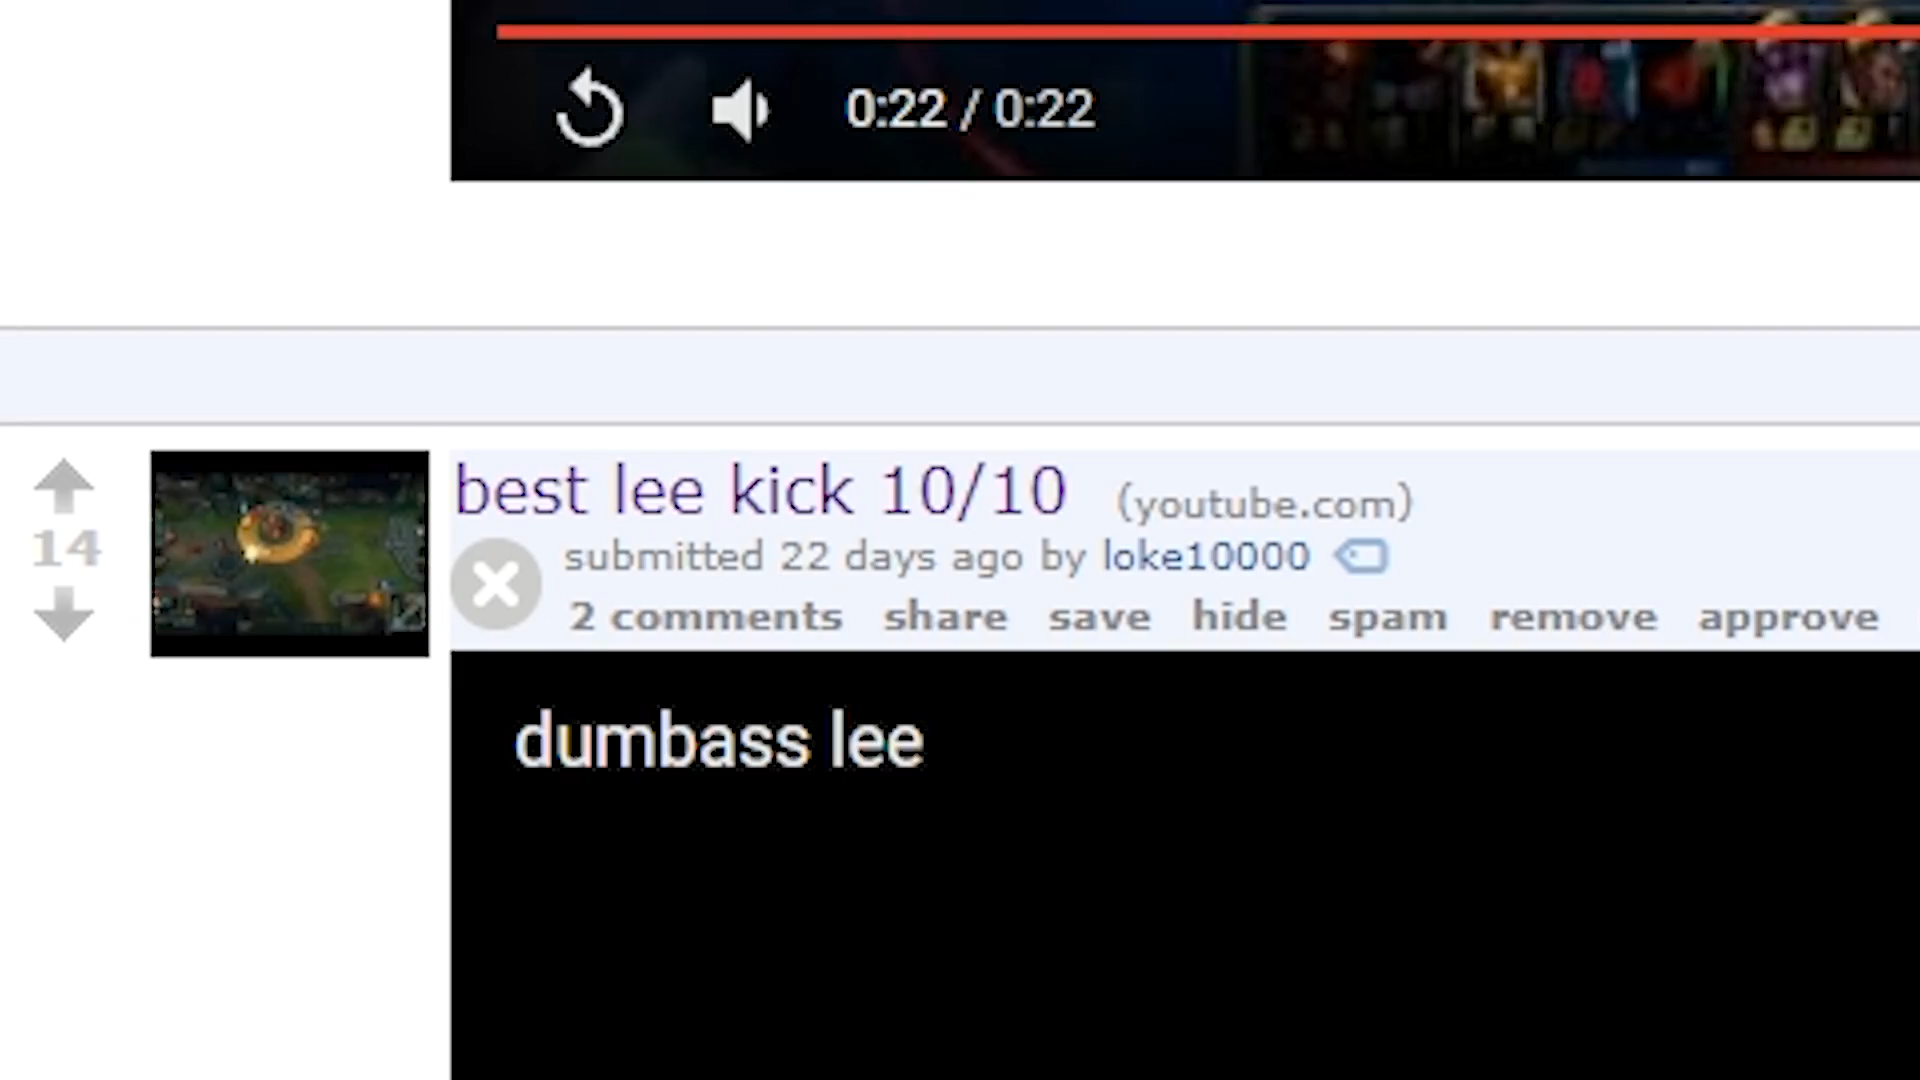 0:22 / 0:22
best lee kick 10/10 (youtube.com)
14
submitted 22 days ago by loke10000
2 comments share save hide spam remove approve
dumbass lee